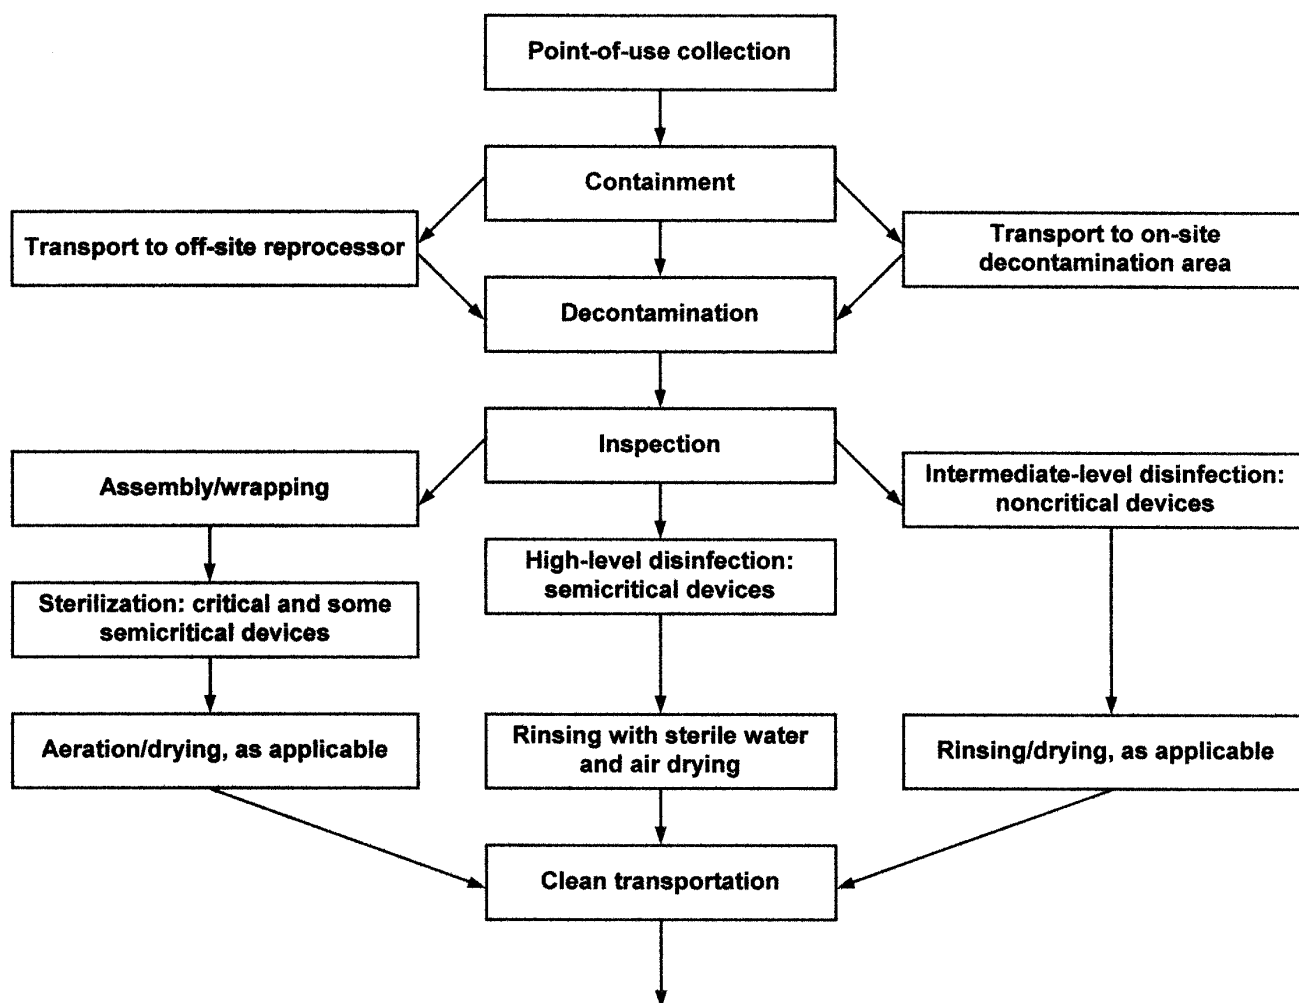 Point-of-use collection
Containment
Transport to off-site reprocessor
Transport to on-site
decontamination area
Decontamination
Inspection
Assembly/wrapping
Intermediate-level disinfection:
noncritical devices
High-level disinfection:
semicritical devices
Sterilization: critical and some
semicritical devices
Aeration/drying, as applicable
Rinsing with sterile water
and air drying
Rinsing/drying, as applicable
Clean transportation